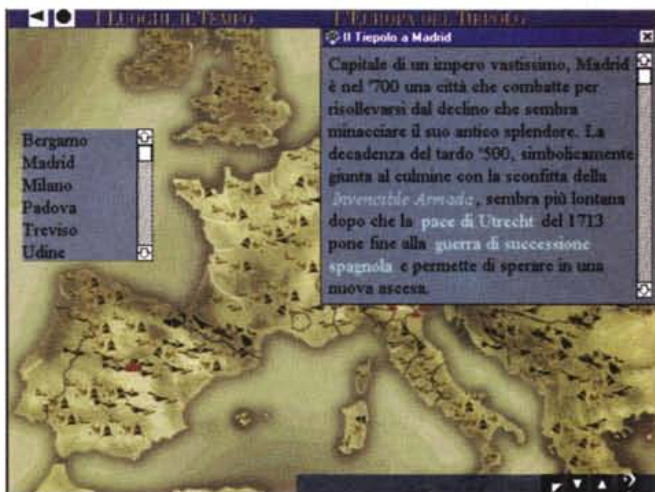 I LUOGHI, IL TEMPO
L'EUROPA DEL TIEPOLO
Il Tiepolo a Madrid
Capitale di un impero vastissimo, Madrid
è nel '700 una città che combatte per
risollevarsi dal declino che sembra
minacciare il suo antico splendore. La
decadenza del tardo '500, simbolicamente
giunta al culmine con la sconfitta della
Invencible Armada, sembra più lontana
dopo che la pace di Utrecht del 1713
pone fine alla guerra di successione
spagnola e permette di sperare in una
nuova ascesa.
Bergamo
Madrid
Milano
Padova
Treviso
Udine